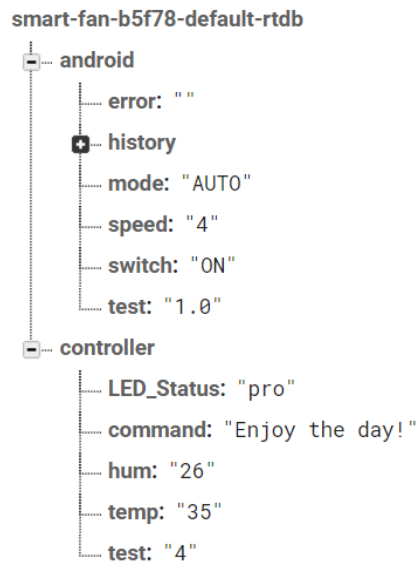 smart-fan-b5f78-default-rtdb
android
error: ""
history
mode: "AUTO"
speed: "4"
switch: "ON"
test: "1.0"
controller
LED_Status: "pro"
command: "Enjoy the day!"
hum: "26"
temp: "35"
test: "4"